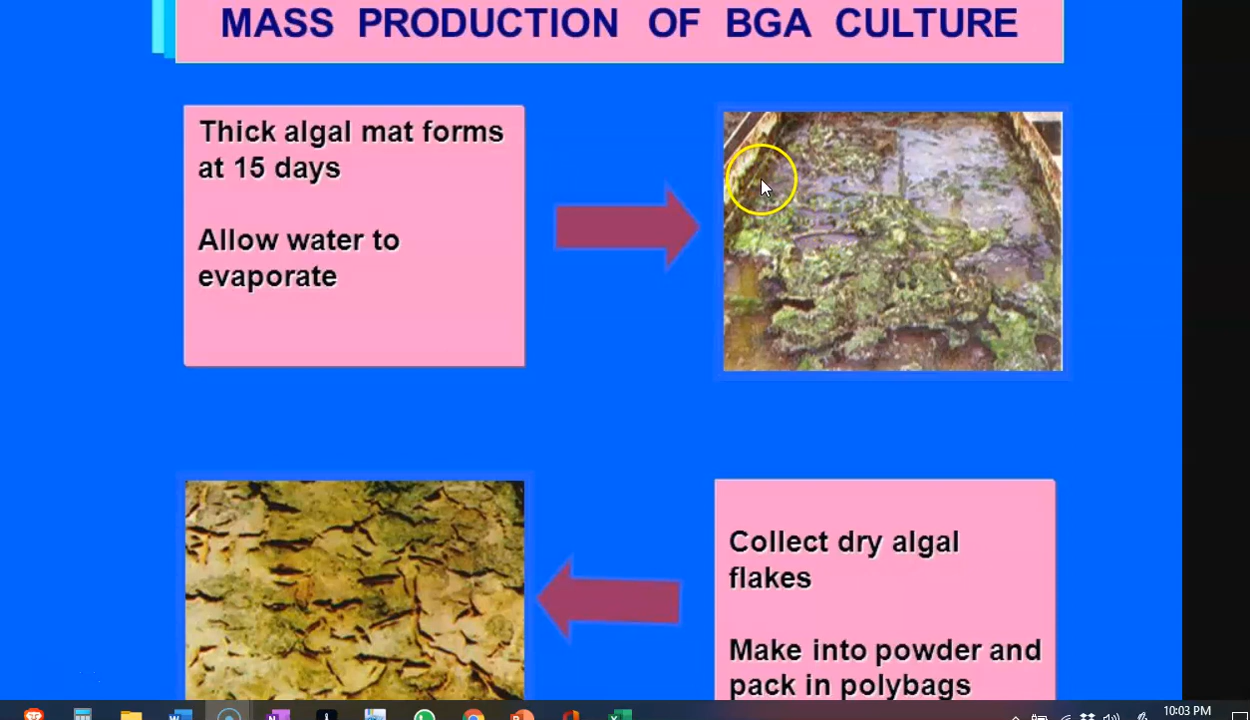 MASS PRODUCTION OF BGA CULTURE
Thick algal mat forms
at 15 days
Allow water to
evaporate
Collect dry algal
flakes
Make into powder and
pack in polybags
10:03 PM